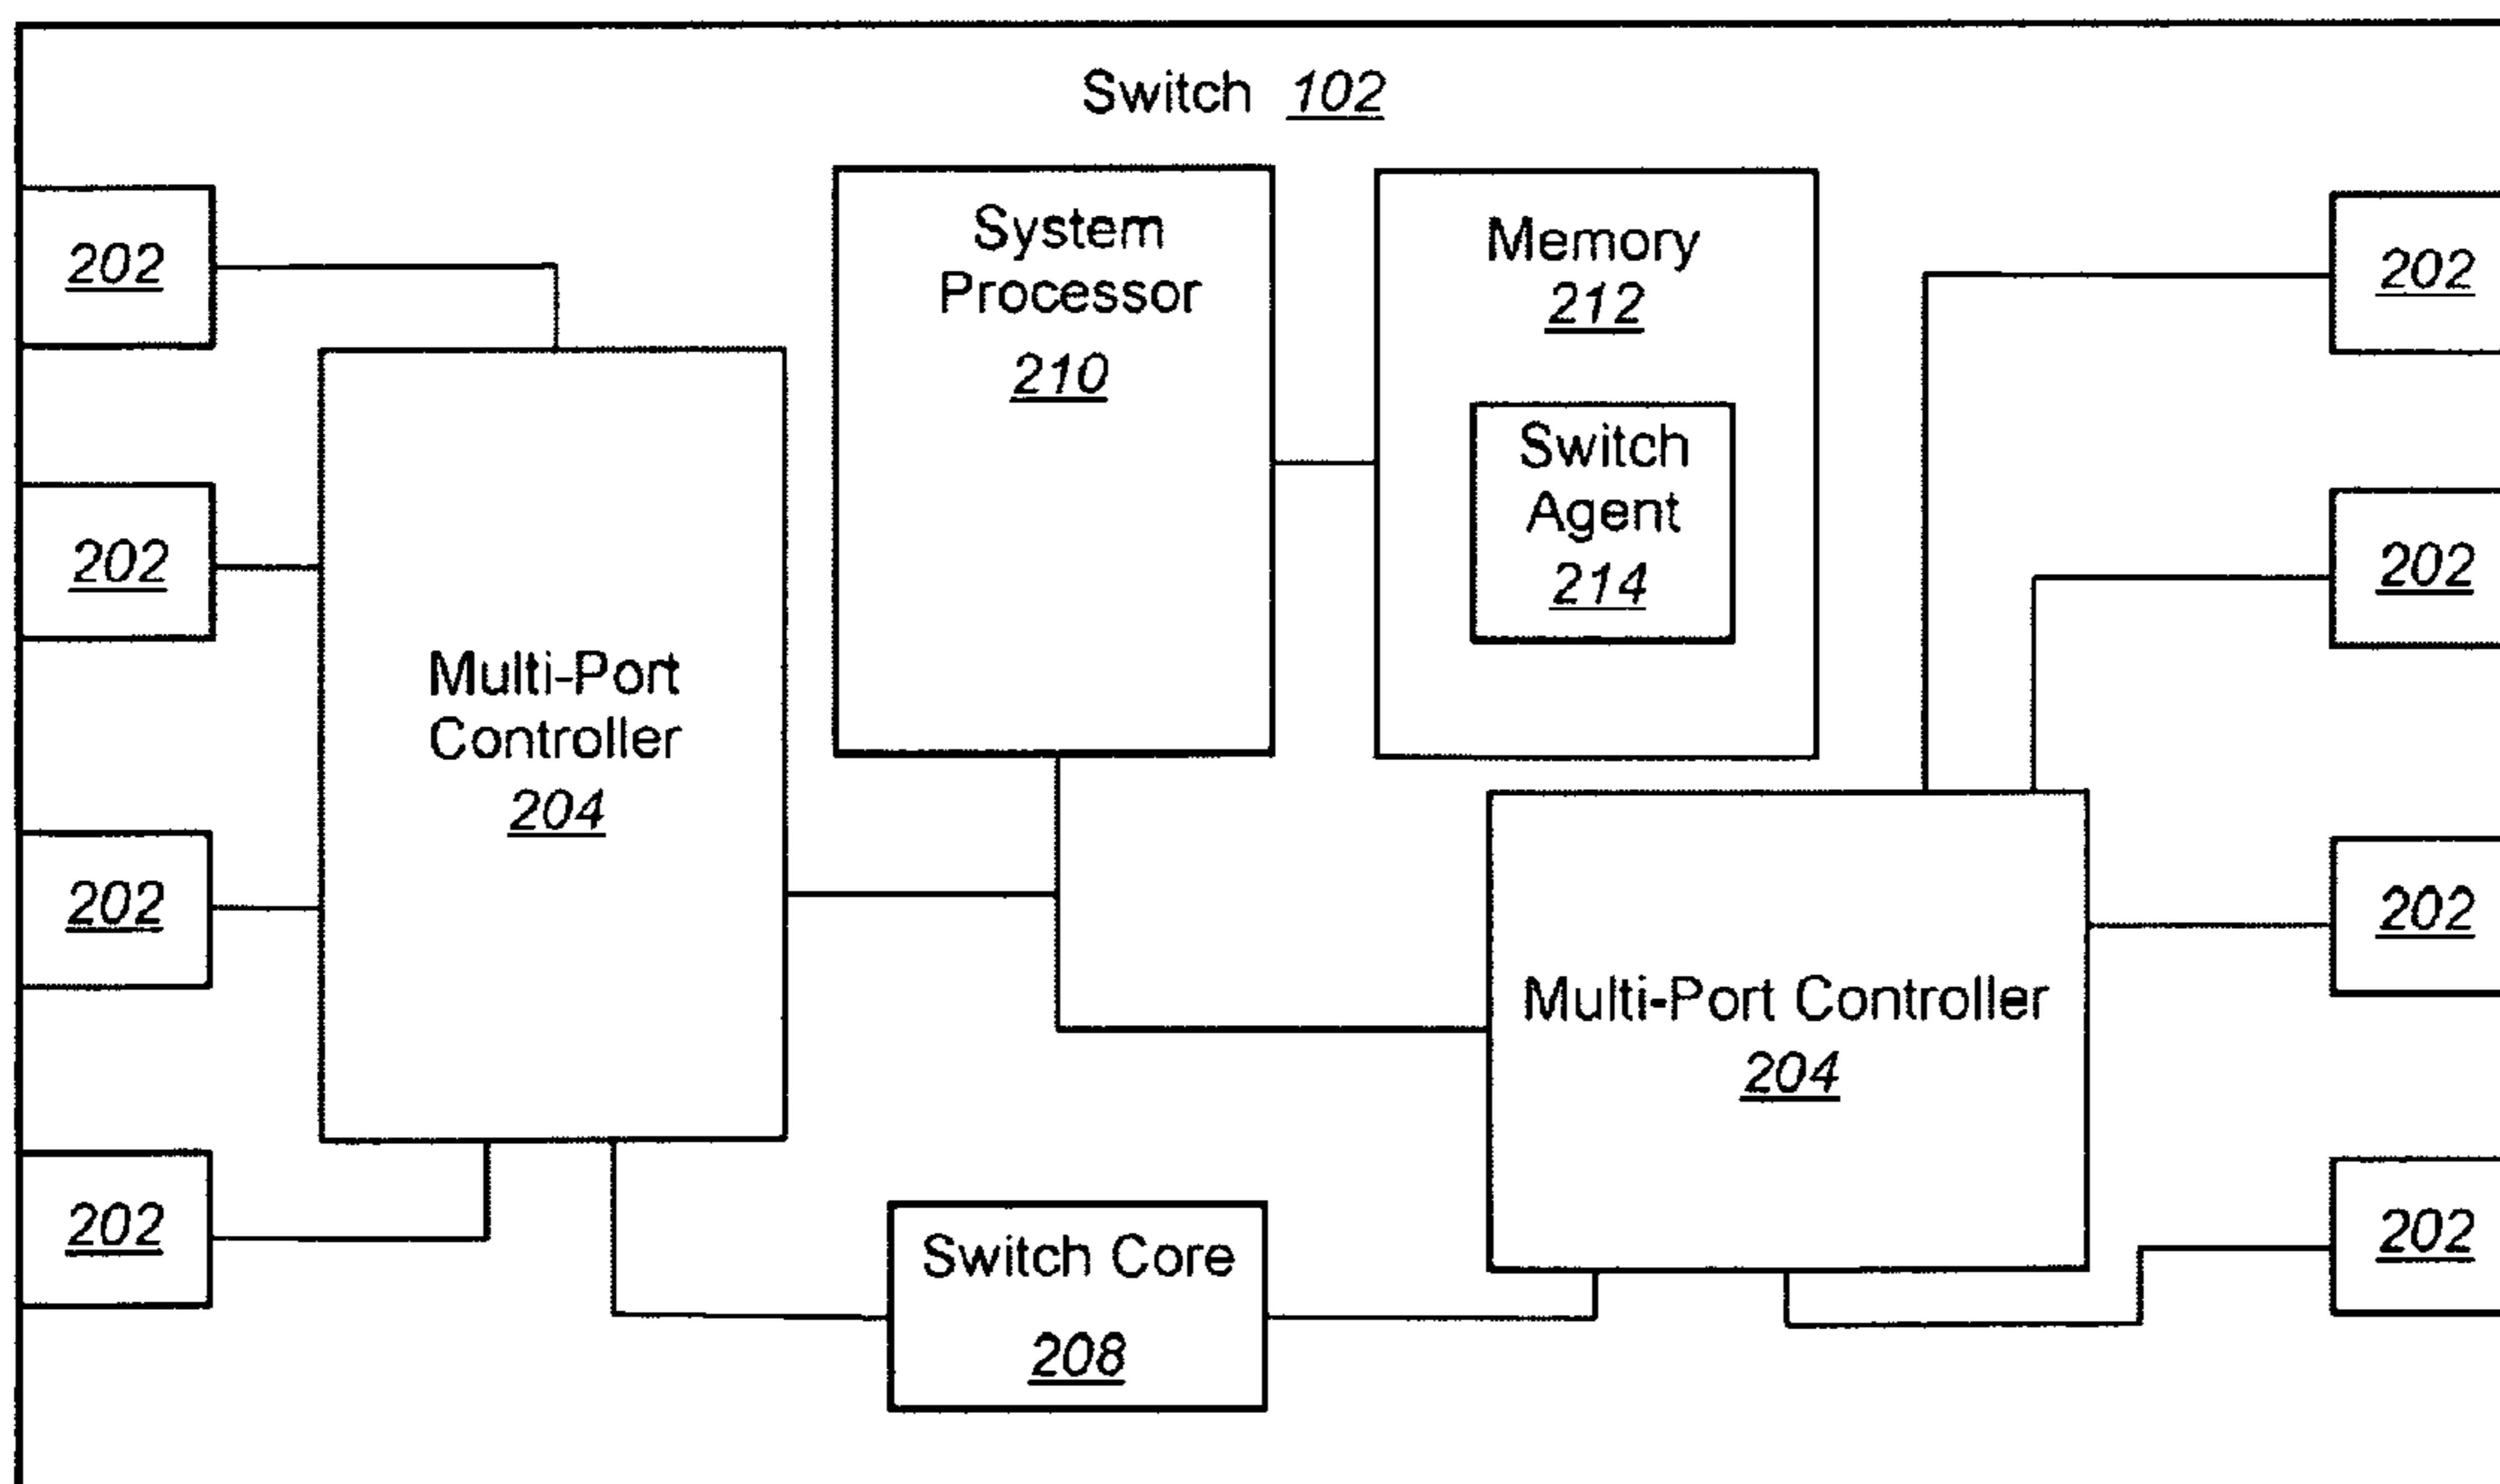 Switch 102
202
202
202
202
Multi-Port
Controller
204
System
Processor
210
Memory
212
Switch
Agent
214
Multi-Port Controller
204
Switch Core
208
202
202
202
202